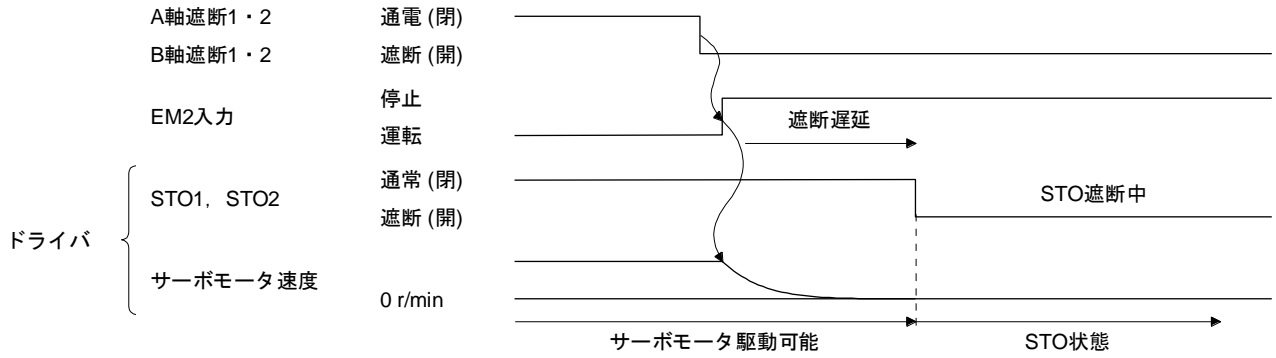 A軸遮断1・2 通電 (閉)
B軸遮断1・2 遮断 (開)
停止
EM2入力
運転
遮断遅延
通常 (閉)
STO1, STO2
遮断 (開)
STO遮断中
ドライバ
サーボモータ速度
0 r/min
サーボモータ駆動可能 STO状態